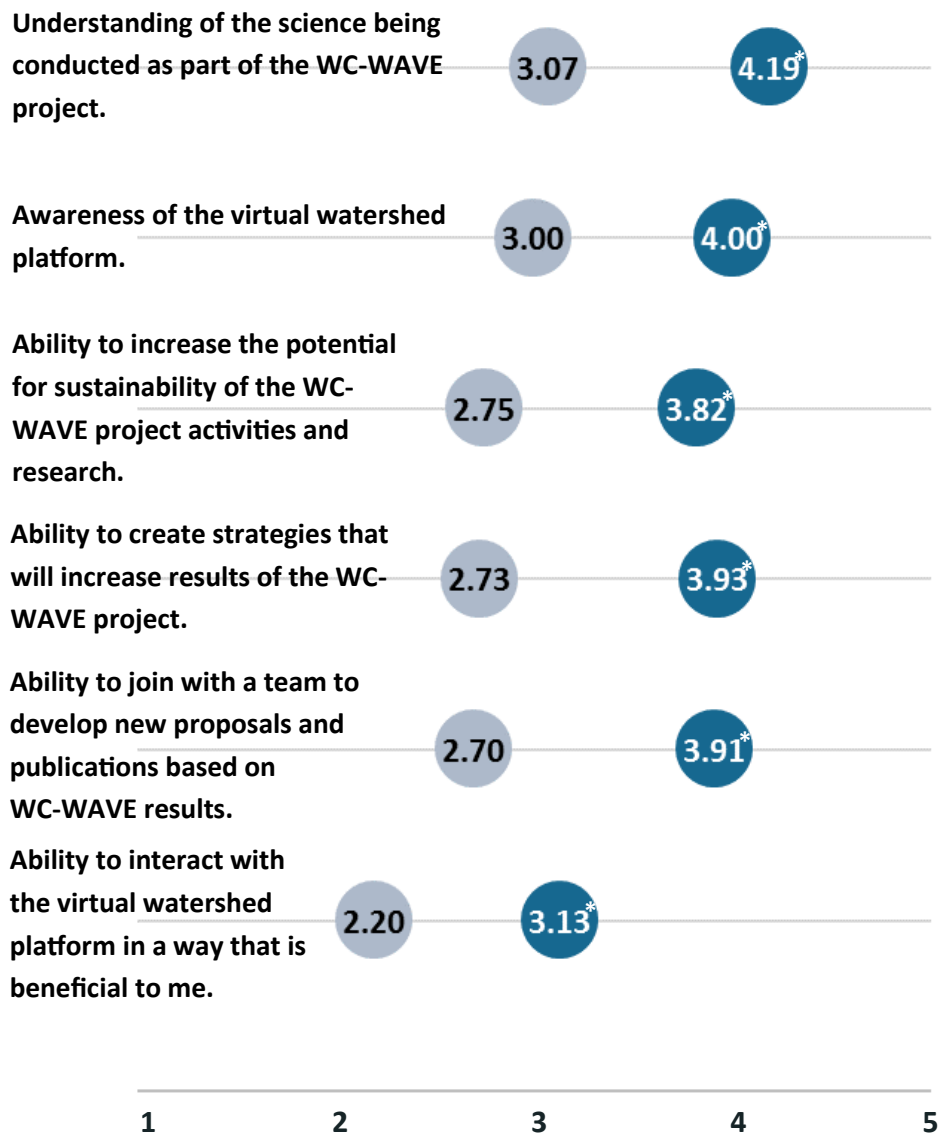 Understanding of the science being
conducted as part of the WC-WAVE
project.
3.07
4.19*
Awareness of the virtual watershed
platform.
3.00
4.00*
Ability to increase the potential
for sustainability of the WC-
WAVE project activities and
research.
2.75
3.82*
Ability to create strategies that
will increase results of the WC-
WAVE project.
2.73
3.93*
Ability to join with a team to
develop new proposals and
publications based on
WC-WAVE results.
2.70
3.91*
Ability to interact with
the virtual watershed
platform in a way that is
beneficial to me.
2.20
3.13*
1 2 3 4 5